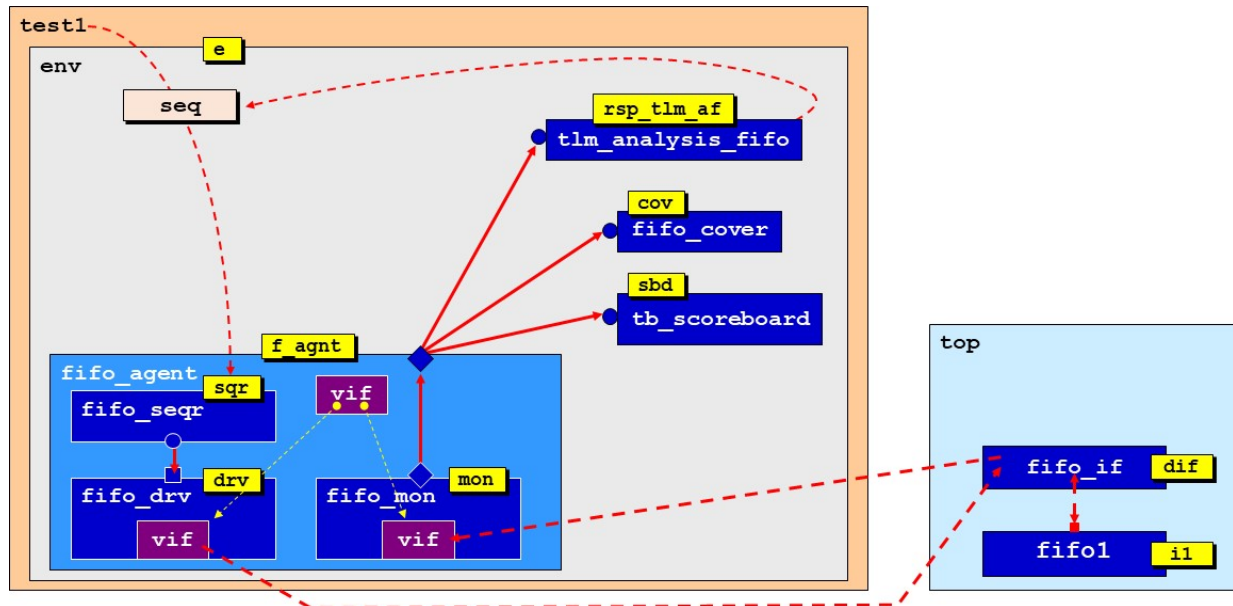 test1
e
env
seq
rsp_tlm_af
tlm_analysis_fifo
cov
fifo_cover
sbd
tb_scoreboard
f_agnt
fifo_agent
sqr
fifo_seqr
vif
drv
fifo_drv
vif
mon
fifo_mon
vif
top
fifo_if
dif
fifo1
i1